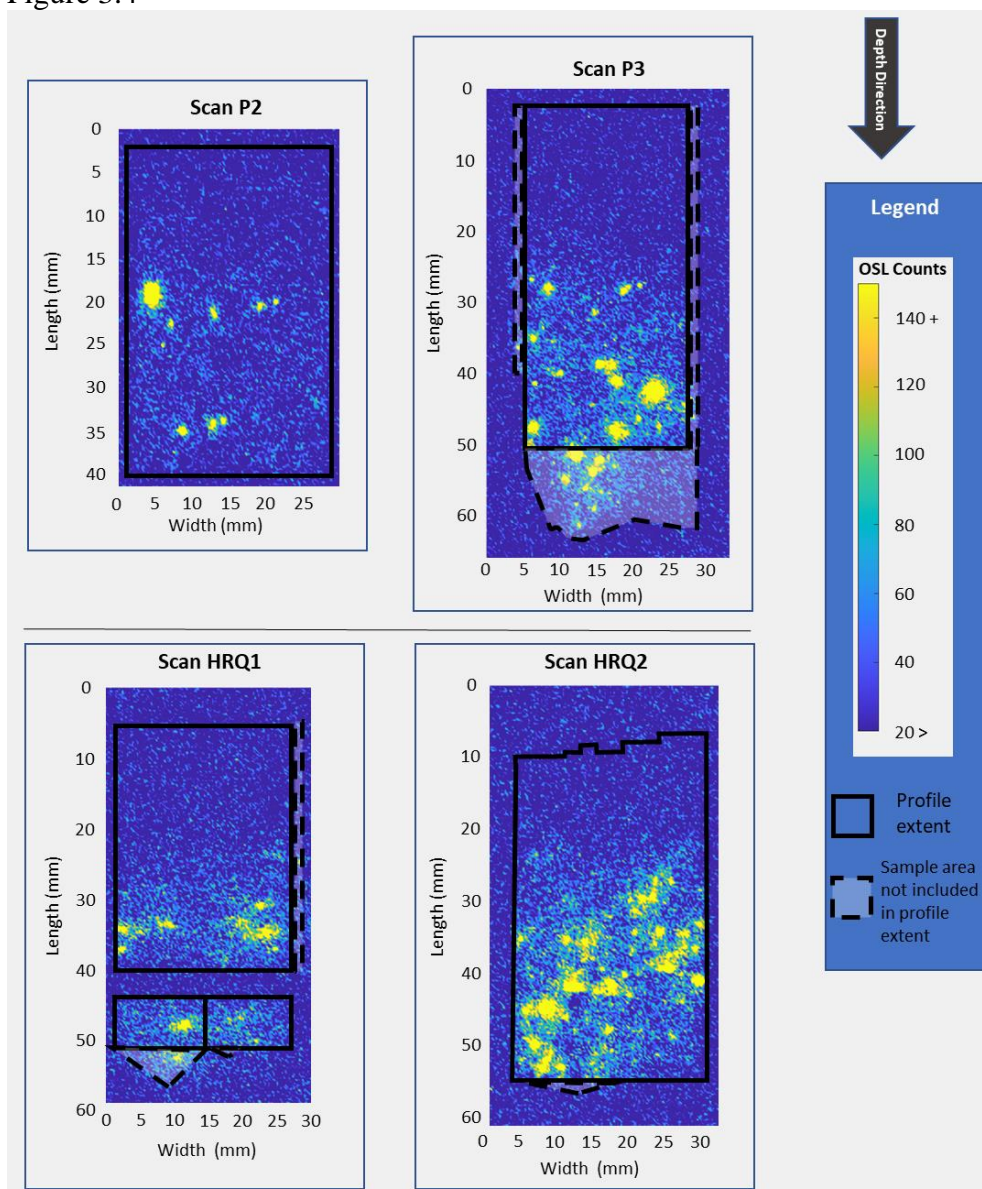 Figure
Depth Direction
Scan P2
0
5
10
15
20
25
30
35
40
Length (mm)
0 5 10 15 20 25
Width (mm)
Scan P3
0
10
20
30
40
50
60
Length (mm)
0 5 10 15 20 25 30
Width (mm)
Legend
OSL Counts
140 +
120
100
80
60
40
20 >
Profile
extent
Sample area
not included
in profile
extent
Scan HRQ1
0
10
20
30
40
50
60
Length (mm)
0 5 10 15 20 25 30
Width (mm)
Scan HRQ2
0
10
20
30
40
50
60
Length (mm)
0 5 10 15 20 25 30
Width (mm)